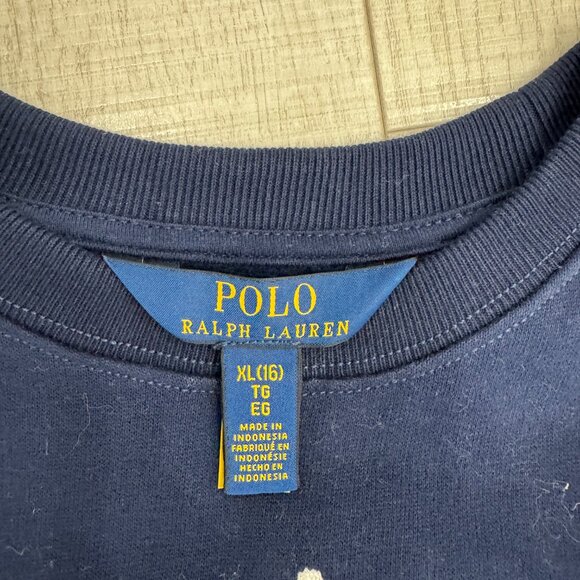 POLO
RALPH LAUREN
XL(16)
TG
EG
MADE IN
INDONESIA
FABRIQUÉ EN
INDONÉSIE
HECHO EN
INDONESIA